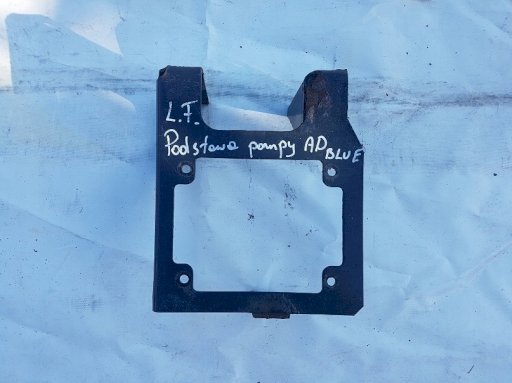 L.F.
Podstawa pompy AD BLUE